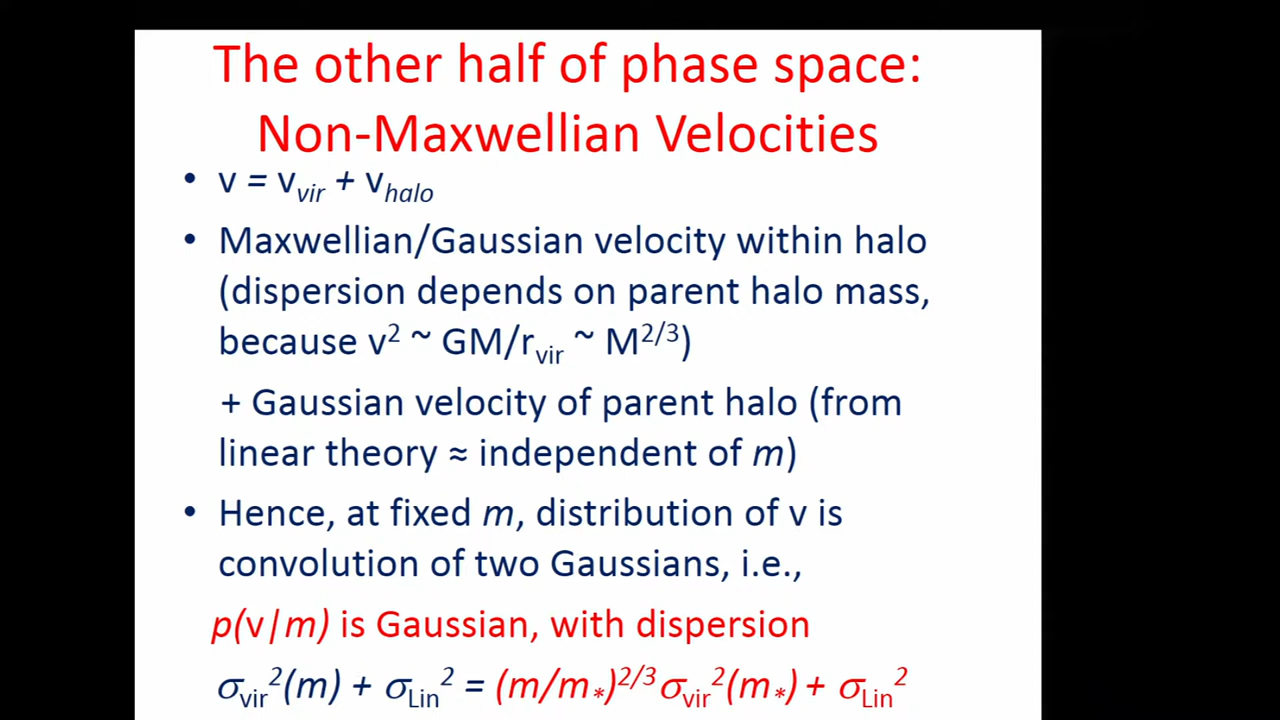 The other half of phase space:
Non-Maxwellian Velocities
• v = v_vir + v_halo
• Maxwellian/Gaussian velocity within halo
(dispersion depends on parent halo mass,
because v² ~ GM/r_vir ~ M^2/3)
+ Gaussian velocity of parent halo (from
linear theory ≈ independent of m)
• Hence, at fixed m, distribution of v is
convolution of two Gaussians, i.e.,
p(v|m) is Gaussian, with dispersion
σ_vir²(m) + σ_Lin² = (m/m_*)^2/3 σ_vir²(m_*) + σ_Lin²